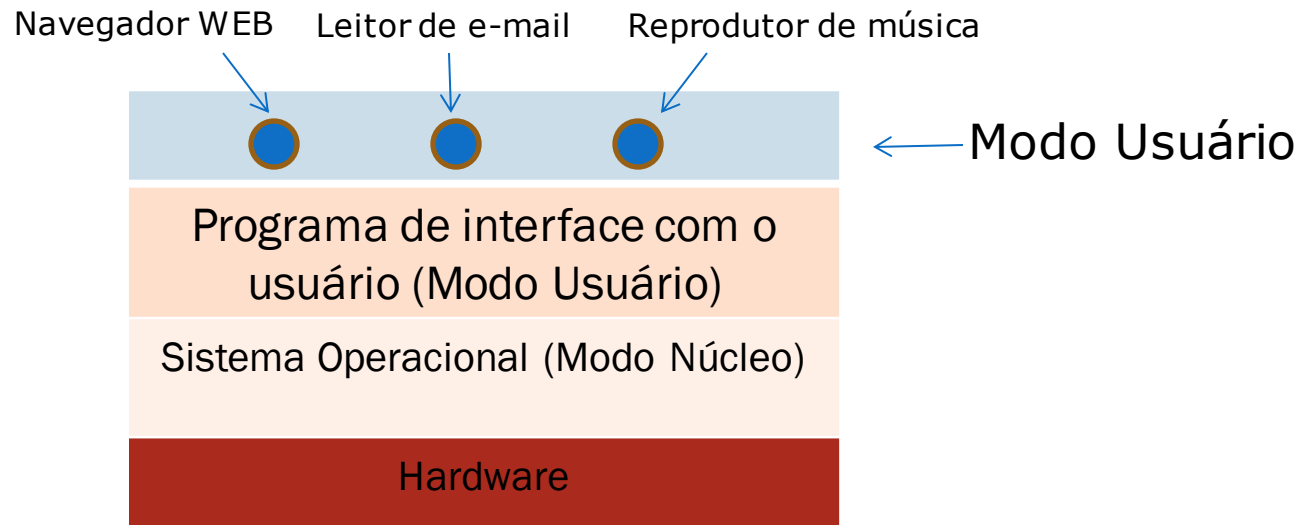 Navegador WEB
Leitor de e-mail
Reprodutor de música
Modo Usuário
Programa de interface com o
usuário (Modo Usuário)
Sistema Operacional (Modo Núcleo)
Hardware